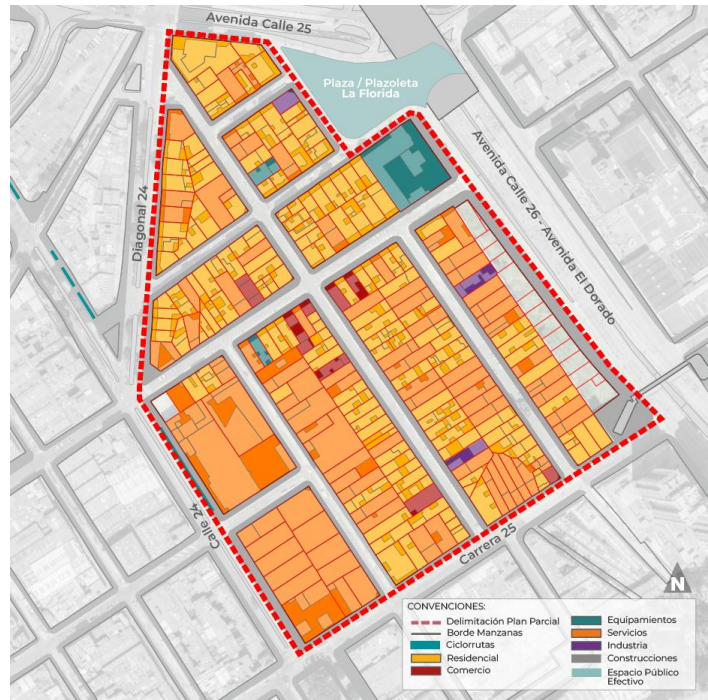 Avenida Calle 25
Plaza / Plazoleta
La Florida
Avenida Calle 26 - Avenida El Dorado
Diagonal 24
Calle 24
Carrera 25
N
CONVENCIONES:
Delimitación Plan Parcial
Borde Manzanas
Ciclorrutas
Residencial
Comercio
Equipamientos
Servicios
Industria
Construcciones
Espacio Público
Efectivo